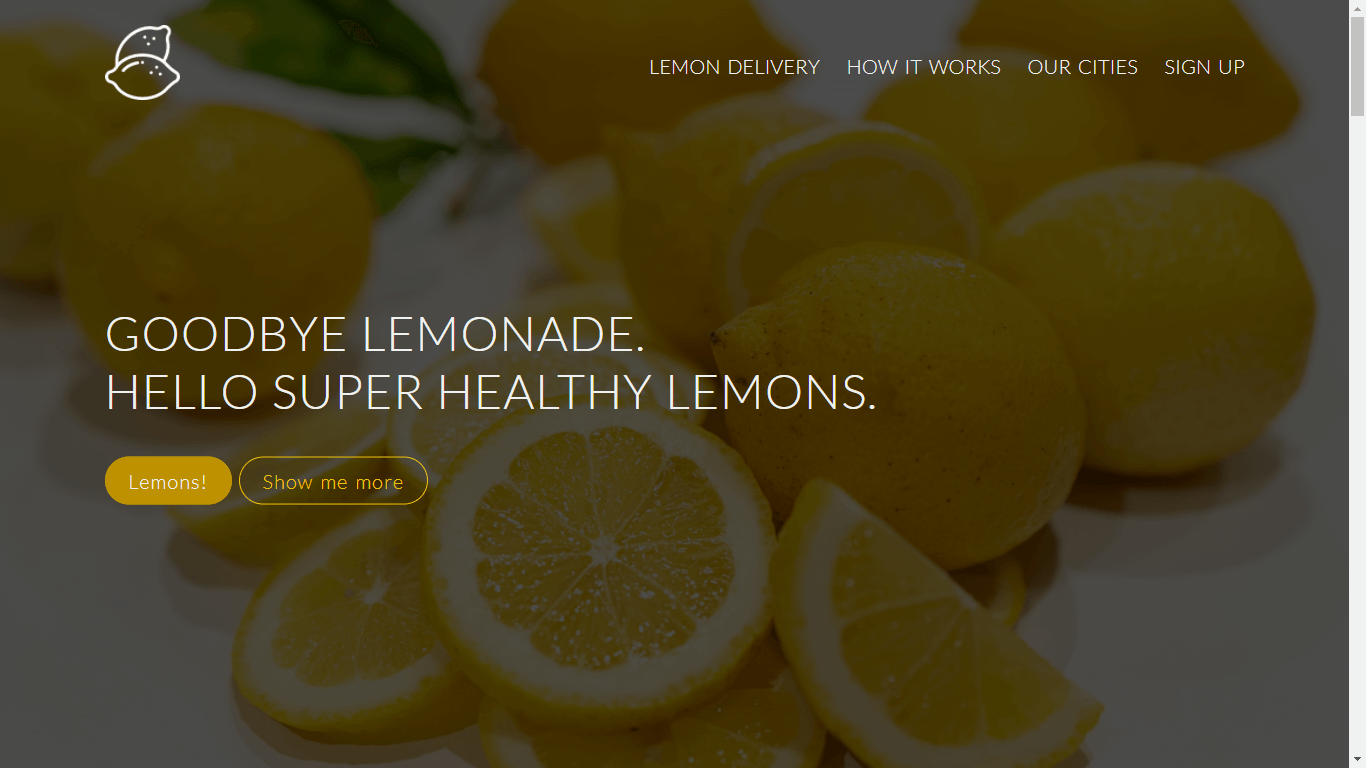 LEMON DELIVERY HOW IT WORKS OUR CITIES SIGN UP
GOODBYE LEMONADE.
HELLO SUPER HEALTHY LEMONS.
Lemons! Show me more